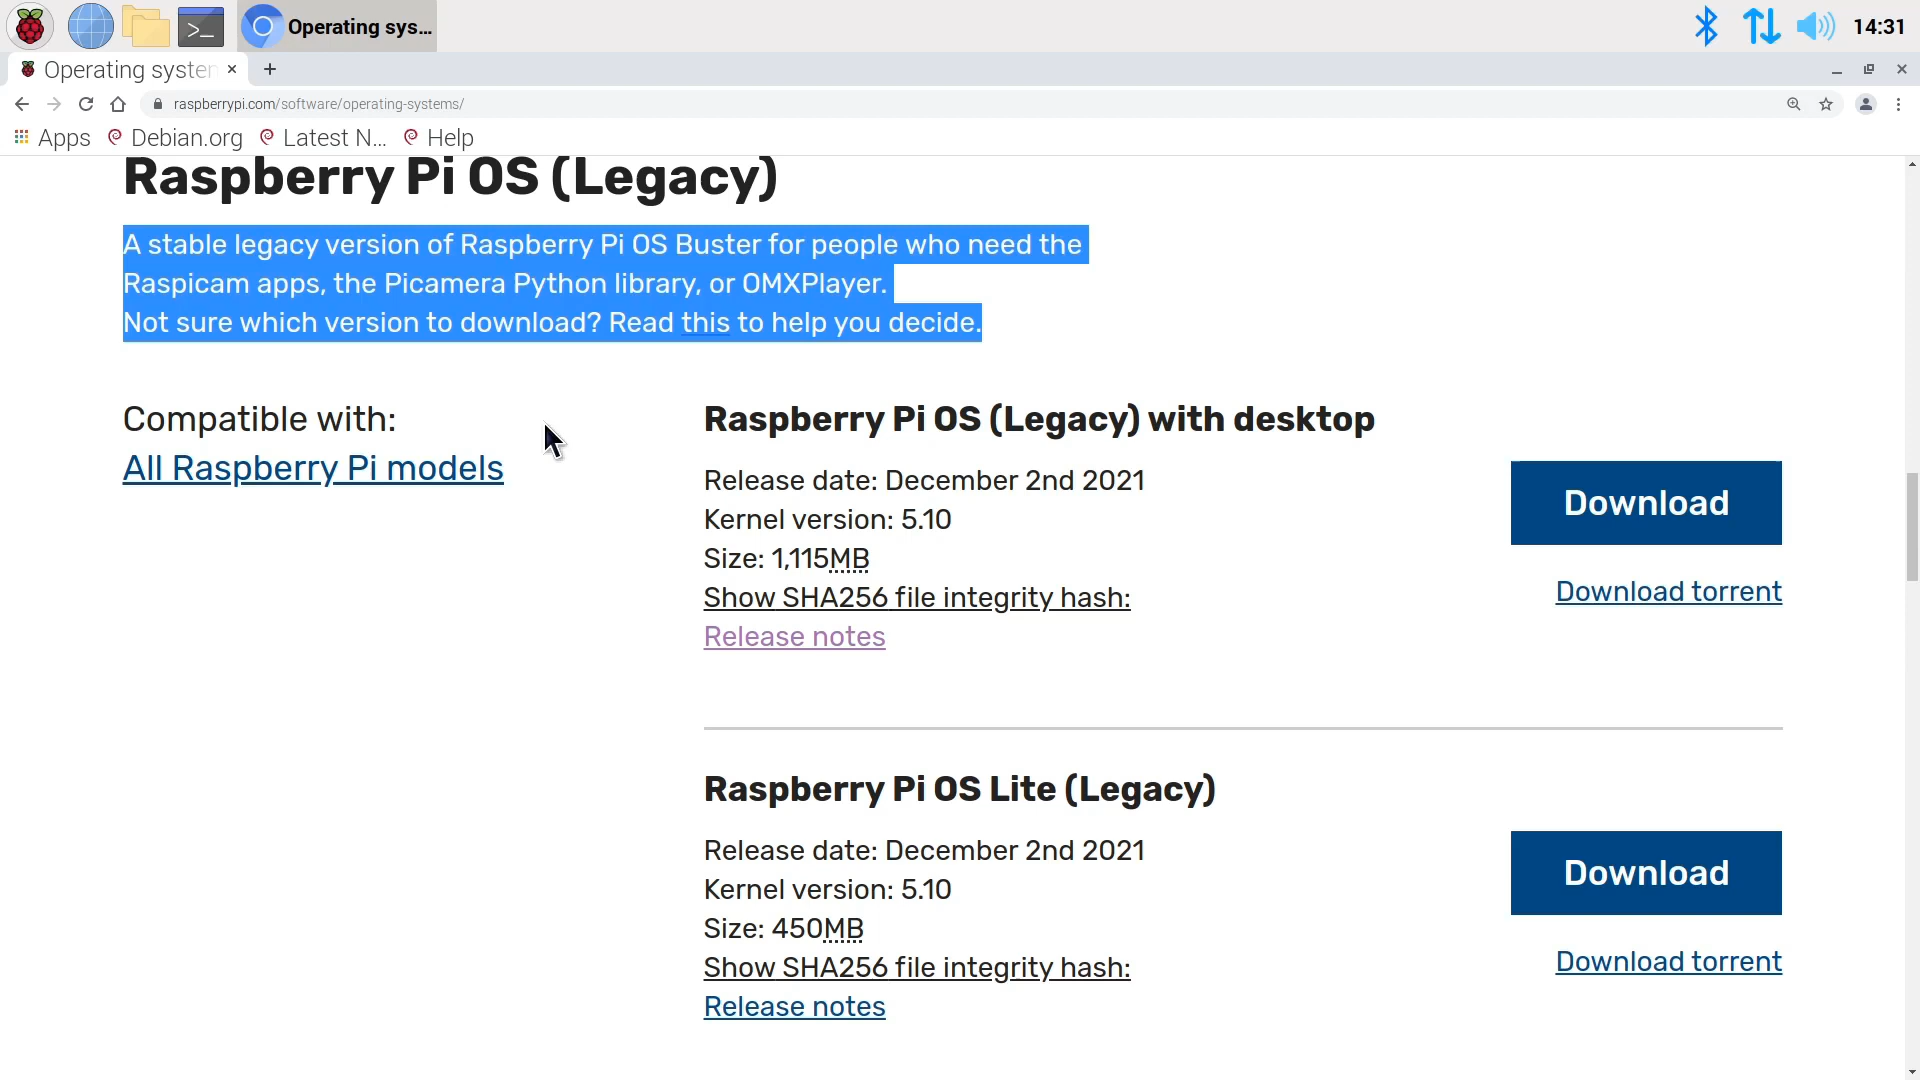 Operating sys...
14:31
Operating system
raspberrypi.com/software/operating-systems/
Apps
Debian.org
Latest N...
Help
Raspberry Pi OS (Legacy)
A stable legacy version of Raspberry Pi OS Buster for people who need the
Raspicam apps, the Picamera Python library, or OMXPlayer.
Not sure which version to download? Read this to help you decide.
Compatible with:
All Raspberry Pi models
Raspberry Pi OS (Legacy) with desktop
Release date: December 2nd 2021
Kernel version: 5.10
Size: 1,115MB
Show SHA256 file integrity hash:
Release notes
Download
Download torrent
Raspberry Pi OS Lite (Legacy)
Release date: December 2nd 2021
Kernel version: 5.10
Size: 450MB
Show SHA256 file integrity hash:
Release notes
Download
Download torrent